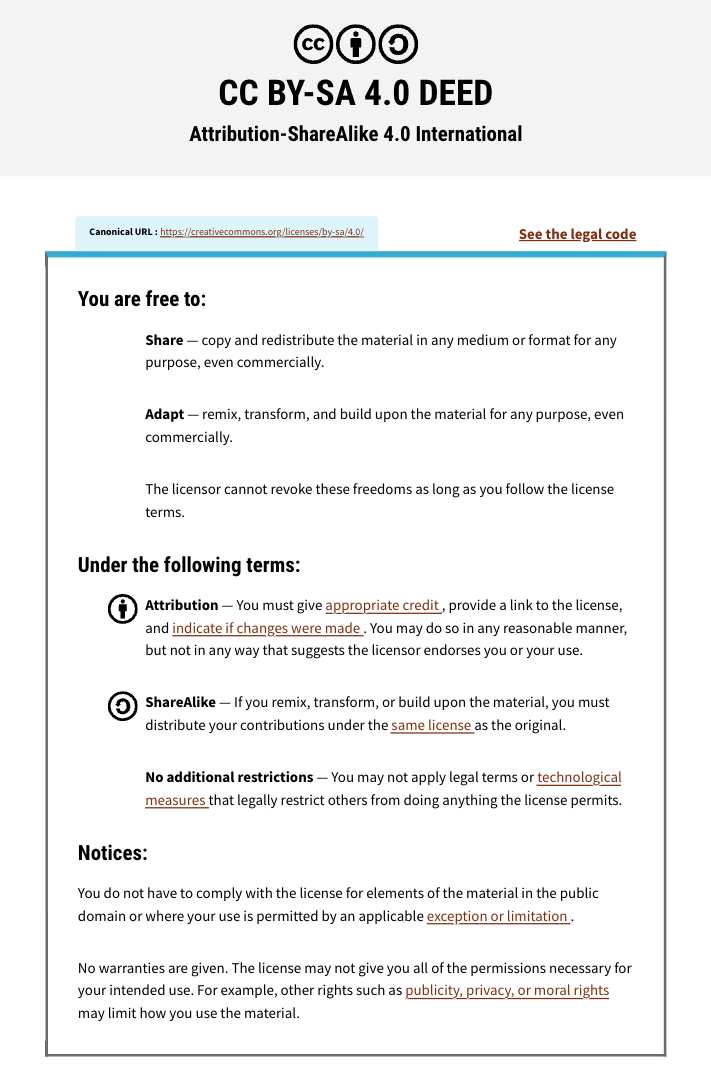 cc
CC BY-SA 4.0 DEED
Attribution-ShareAlike 4.0 International
Canonical URL : https://creativecommons.org/licenses/by-sa/4.0/
See the legal code
You are free to:
Share — copy and redistribute the material in any medium or format for any
purpose, even commercially.
Adapt — remix, transform, and build upon the material for any purpose, even
commercially.
The licensor cannot revoke these freedoms as long as you follow the license
terms.
Under the following terms:
Attribution — You must give appropriate credit , provide a link to the license,
and indicate if changes were made . You may do so in any reasonable manner,
but not in any way that suggests the licensor endorses you or your use.
ShareAlike — If you remix, transform, or build upon the material, you must
distribute your contributions under the same license as the original.
No additional restrictions — You may not apply legal terms or technological
measures that legally restrict others from doing anything the license permits.
Notices:
You do not have to comply with the license for elements of the material in the public
domain or where your use is permitted by an applicable exception or limitation .
No warranties are given. The license may not give you all of the permissions necessary for
your intended use. For example, other rights such as publicity, privacy, or moral rights
may limit how you use the material.